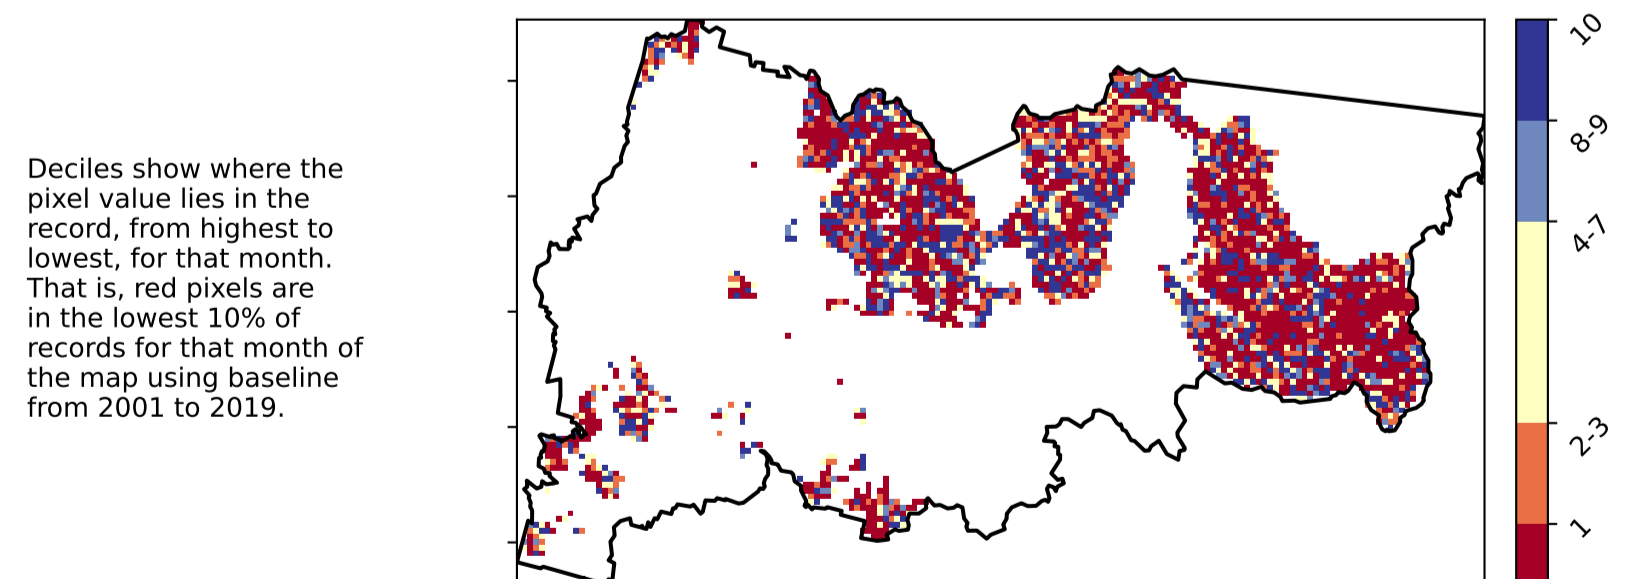 Deciles show where the
pixel value lies in the
record, from highest to
lowest, for that month.
That is, red pixels are
in the lowest 10% of
records for that month of
the map using baseline
from 2001 to 2019.
10
8-9
4-7
2-3
1